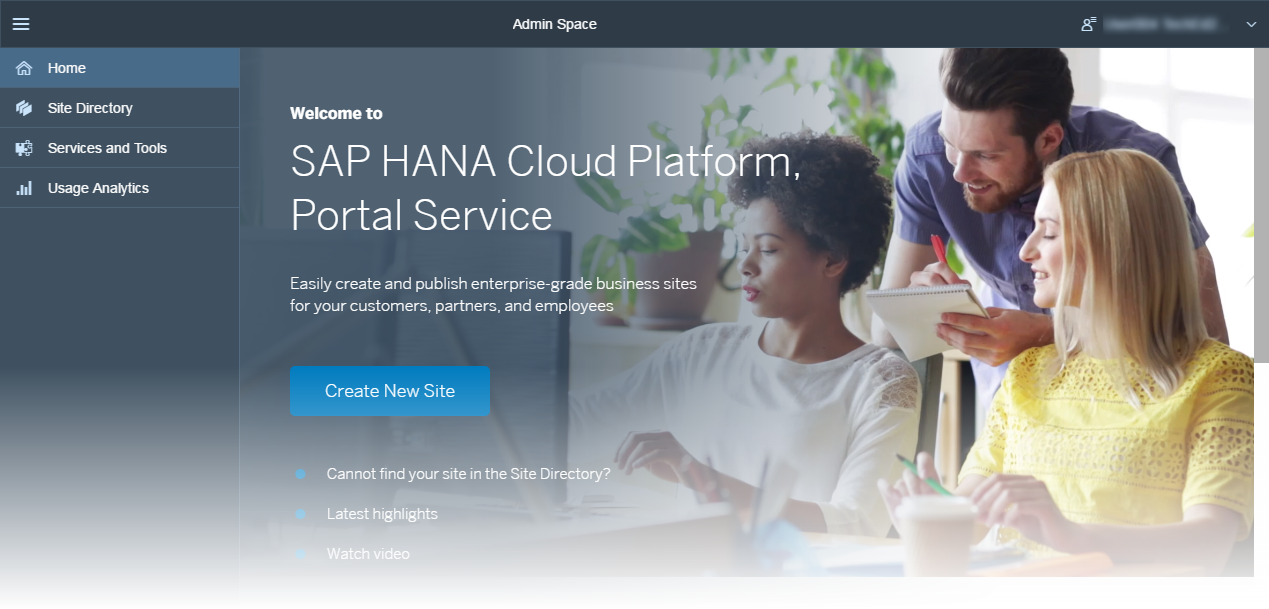 Admin Space
Home
Site Directory
Services and Tools
Usage Analytics
Welcome to
SAP HANA Cloud Platform,
Portal Service
Easily create and publish enterprise-grade business sites
for your customers, partners, and employees
Create New Site
Cannot find your site in the Site Directory?
Latest highlights
Watch video